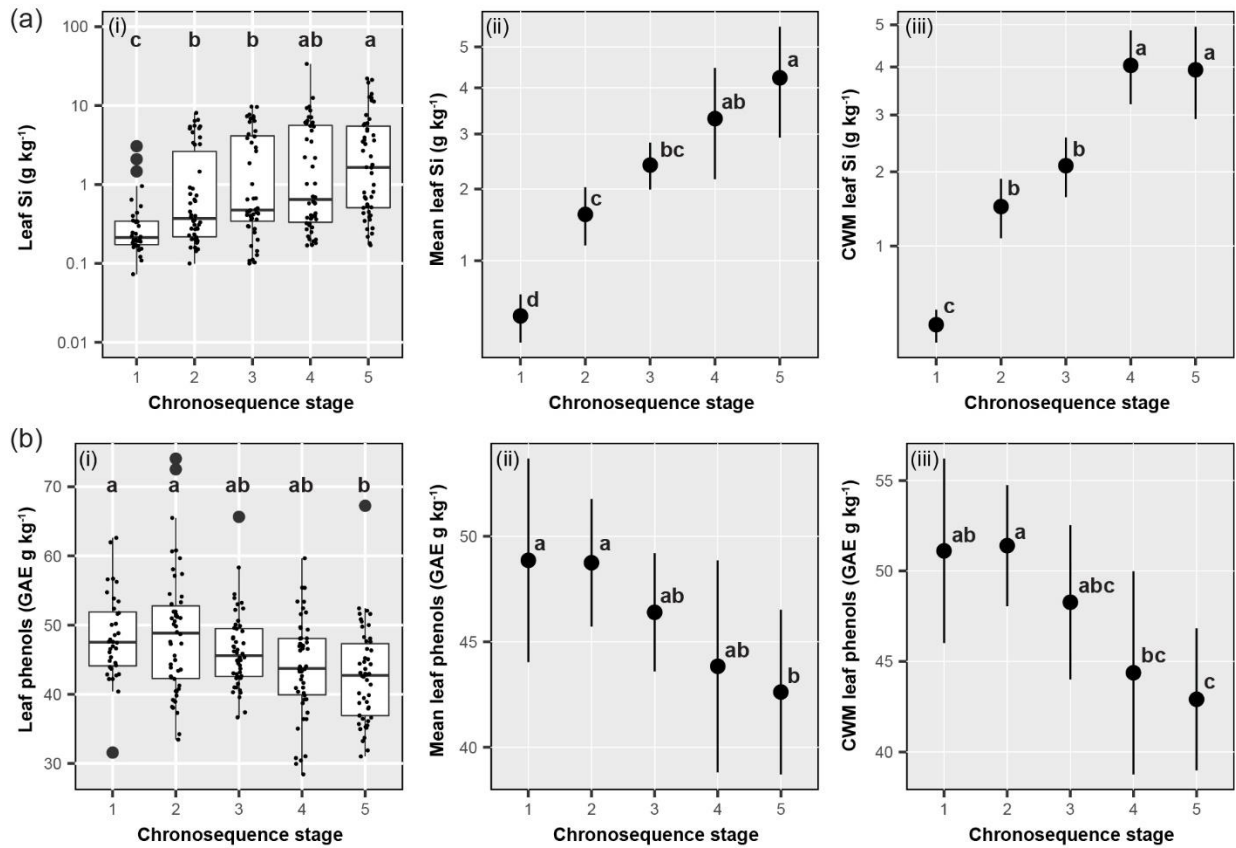 (a)
(i)
c b b ab a
100
10
1
0.1
0.01
Leaf Si (g kg⁻¹)
1 2 3 4 5
Chronosequence stage
(ii)
5
4
3
2
1
Mean leaf Si (g kg⁻¹)
d
c
bc
ab
a
1 2 3 4 5
Chronosequence stage
(iii)
5
4
3
2
1
CWM leaf Si (g kg⁻¹)
c
b
b
a
a
1 2 3 4 5
Chronosequence stage
(b)
(i)
a a ab ab b
70
60
50
40
30
Leaf phenols (GAE g kg⁻¹)
1 2 3 4 5
Chronosequence stage
(ii)
50
45
40
Mean leaf phenols (GAE g kg⁻¹)
a
a
ab
ab
b
1 2 3 4 5
Chronosequence stage
(iii)
55
50
45
40
CWM leaf phenols (GAE g kg⁻¹)
ab
a
abc
bc
c
1 2 3 4 5
Chronosequence stage